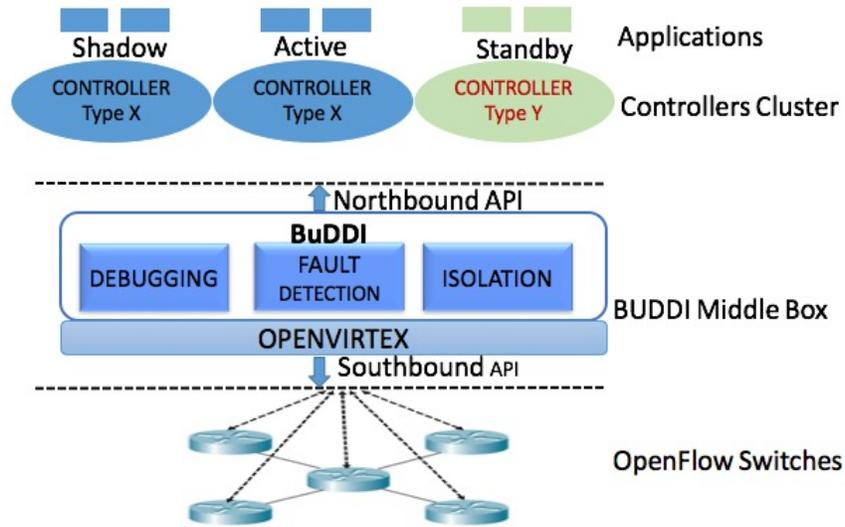 Shadow
Active
Standby
Applications
CONTROLLER
Type X
CONTROLLER
Type X
CONTROLLER
Type Y
Controllers Cluster
Northbound API
BuDDI
DEBUGGING
FAULT
DETECTION
ISOLATION
BUDDI Middle Box
OPENVIRTEX
Southbound API
OpenFlow Switches